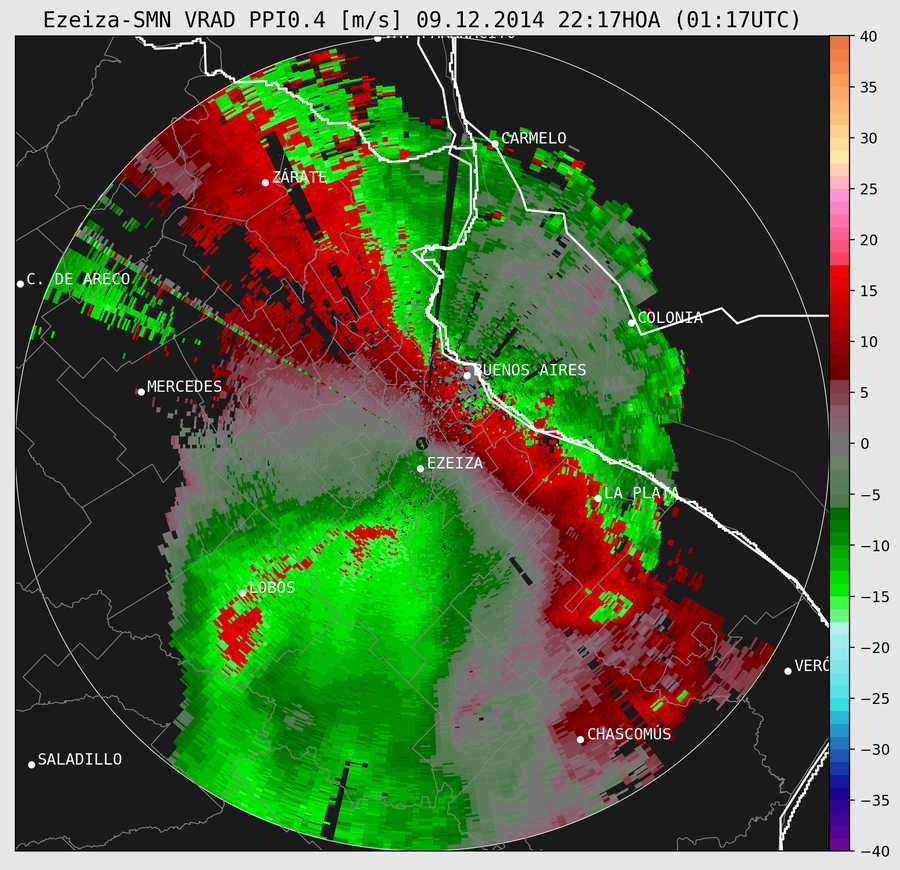 Ezeiza-SMN VRAD PPI0.4 [m/s] 09.12.2014 22:17HOA (01:17UTC)
CARMELO
ZÁRATE
C. DE ARECO
COLONIA
BUENOS AIRES
MERCEDES
EZEIZA
LA PLATA
LOBOS
VERÓ
CHASCOMÚS
SALADILLO
40
35
30
25
20
15
10
5
0
−5
−10
−15
−20
−25
−30
−35
−40